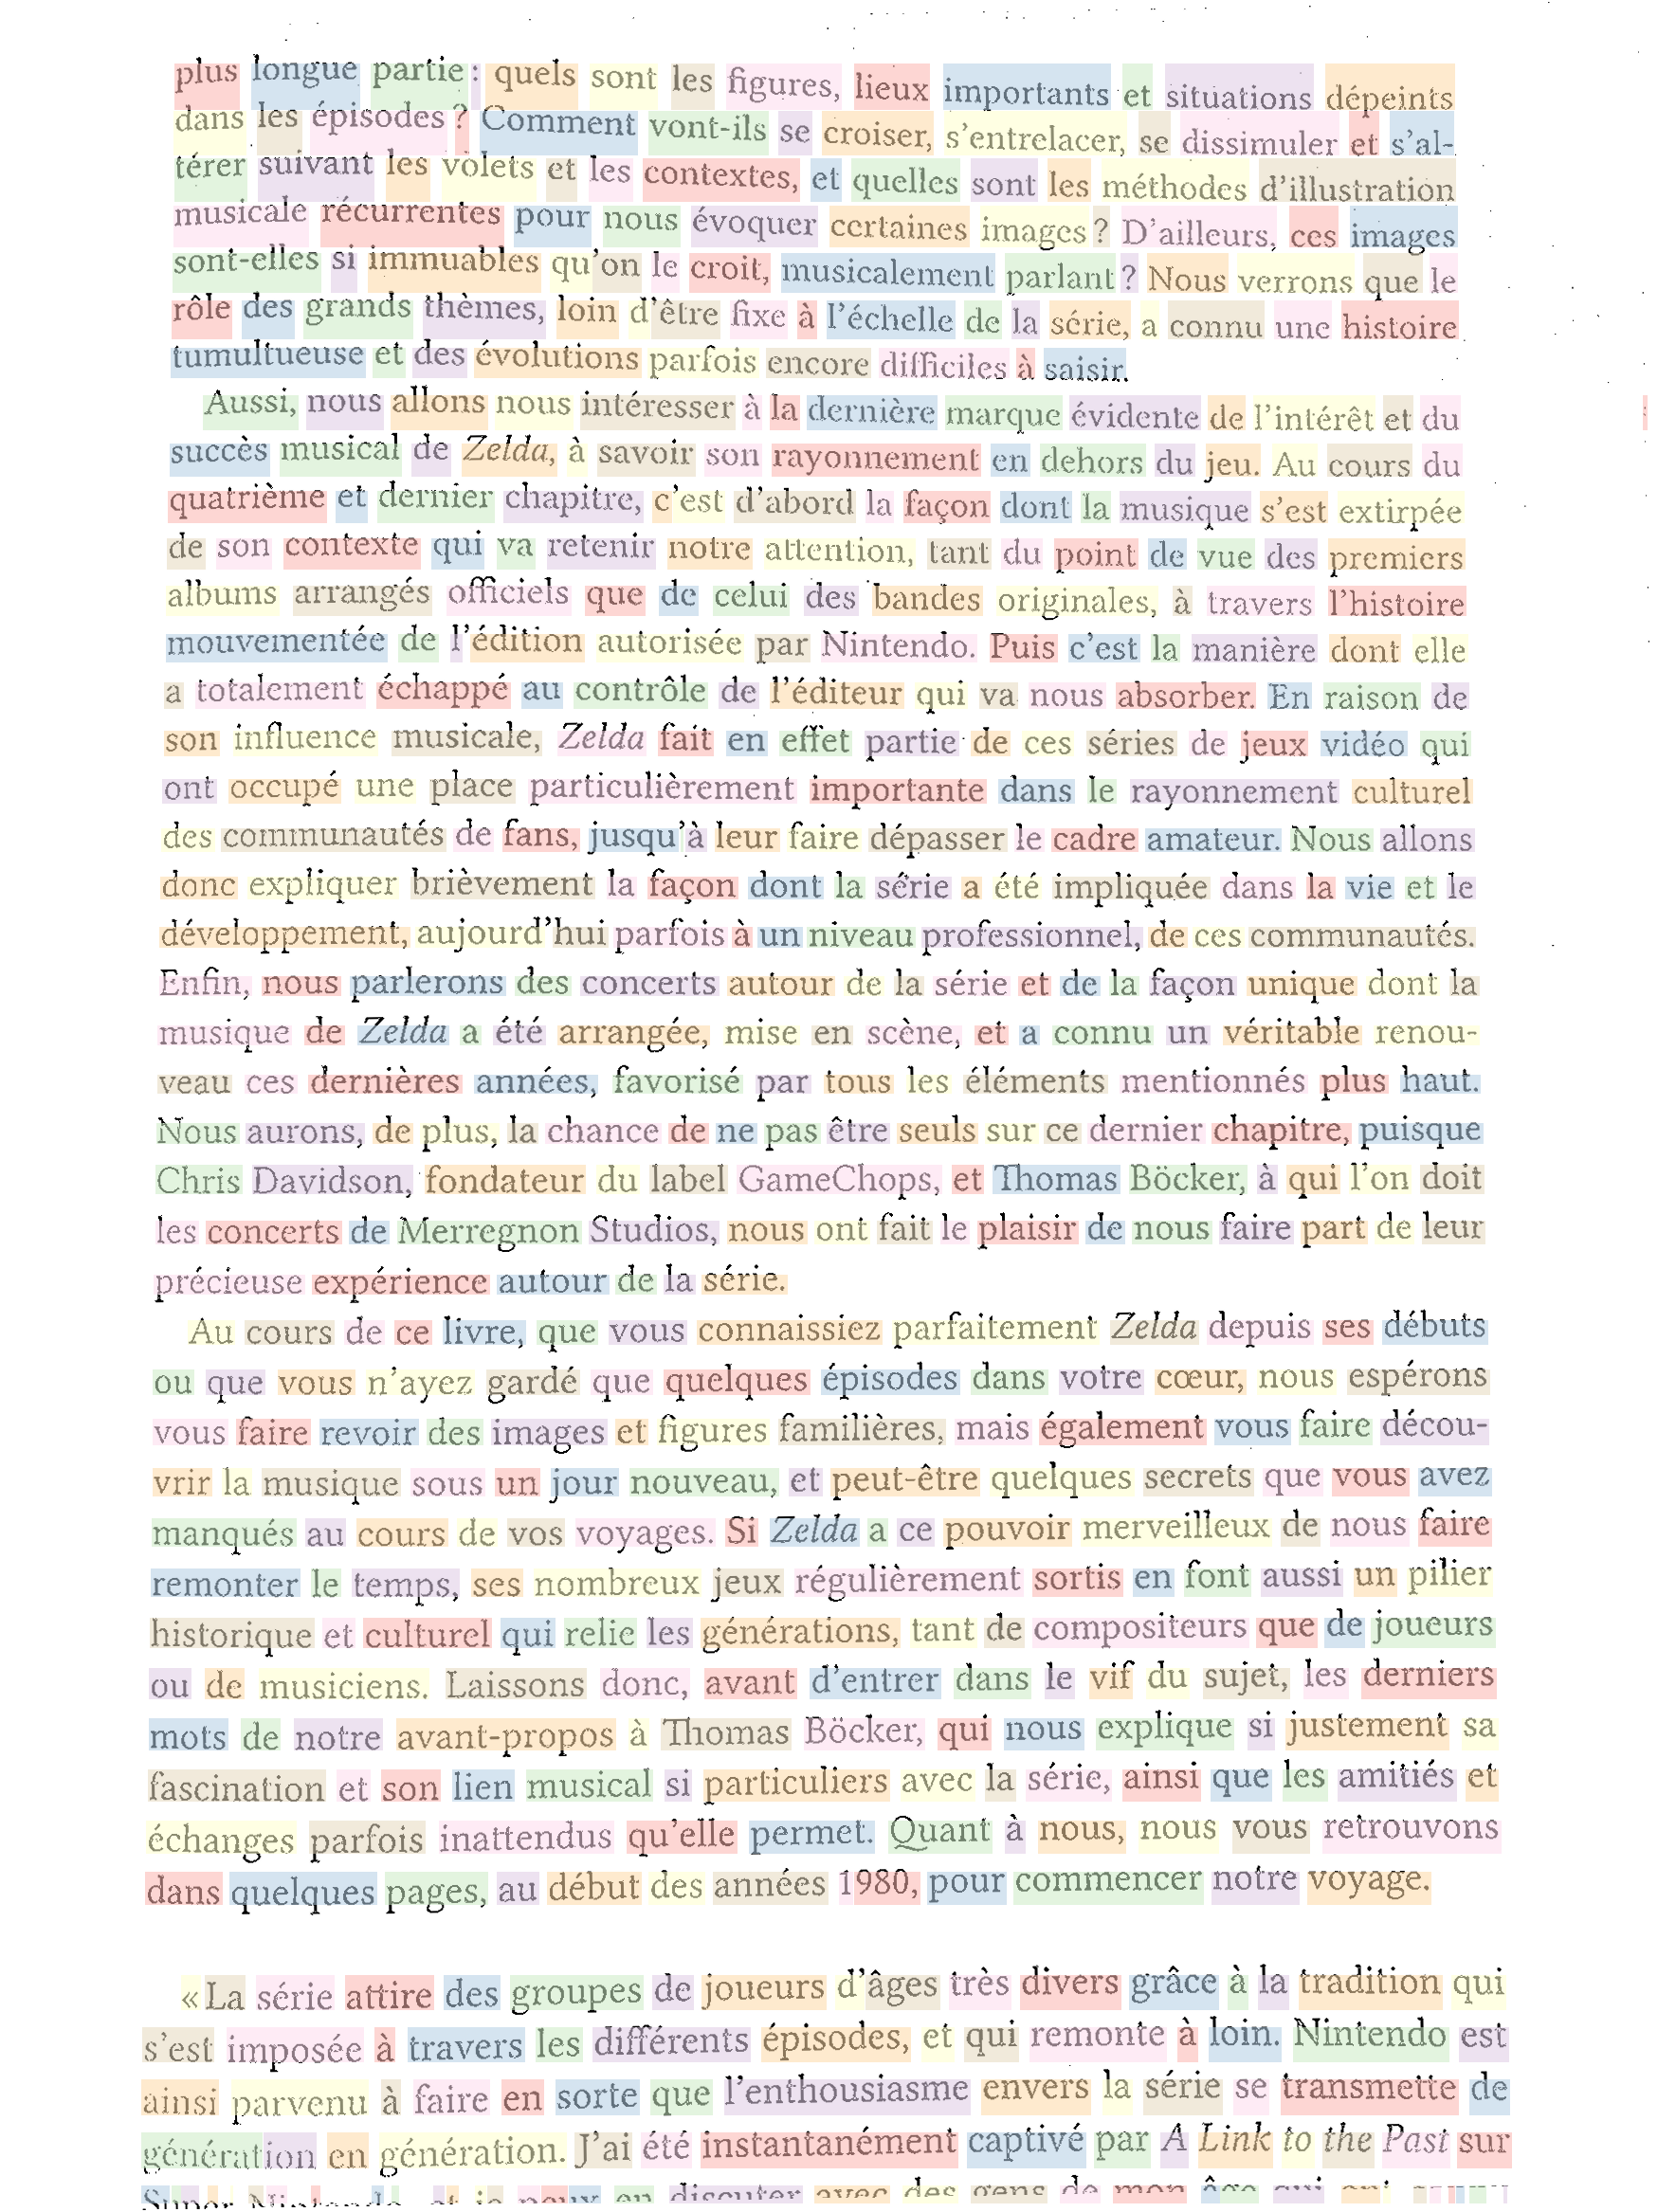 plus longue partie : quels sont les figures, lieux importants et situations dépeints
dans les épisodes ? Comment vont-ils se croiser, s'entrelacer, se dissimuler et s'al-
térer suivant les volets et les contextes, et quelles sont les méthodes d'illustration
musicale récurrentes pour nous évoquer certaines images ? D'ailleurs, ces images
sont-elles si immuables qu'on le croit, musicalement parlant ? Nous verrons que le
rôle des grands thèmes, loin d'être fixe à l'échelle de la série, a connu une histoire
tumultueuse et des évolutions parfois encore difficiles à saisir.
Aussi, nous allons nous intéresser à la dernière marque évidente de l'intérêt et du
succès musical de Zelda, à savoir son rayonnement en dehors du jeu. Au cours du
quatrième et dernier chapitre, c'est d'abord la façon dont la musique s'est extirpée
de son contexte qui va retenir notre attention, tant du point de vue des premiers
albums arrangés officiels que de celui des bandes originales, à travers l'histoire
mouvementée de l'édition autorisée par Nintendo. Puis c'est la manière dont elle
a totalement échappé au contrôle de l'éditeur qui va nous absorber. En raison de
son influence musicale, Zelda fait en effet partie de ces séries de jeux vidéo qui
ont occupé une place particulièrement importante dans le rayonnement culturel
des communautés de fans, jusqu'à leur faire dépasser le cadre amateur. Nous allons
donc expliquer brièvement la façon dont la série a été impliquée dans la vie et le
développement, aujourd'hui parfois à un niveau professionnel, de ces communautés.
Enfin, nous parlerons des concerts autour de la série et de la façon unique dont la
musique de Zelda a été arrangée, mise en scène, et a connu un véritable renou-
veau ces dernières années, favorisé par tous les éléments mentionnés plus haut.
Nous aurons, de plus, la chance de ne pas être seuls sur ce dernier chapitre, puisque
Chris Davidson, fondateur du label GameChops, et Thomas Böcker, à qui l'on doit
les concerts de Merregnon Studios, nous ont fait le plaisir de nous faire part de leur
précieuse expérience autour de la série.
Au cours de ce livre, que vous connaissiez parfaitement Zelda depuis ses débuts
ou que vous n'ayez gardé que quelques épisodes dans votre cœur, nous espérons
vous faire revoir des images et figures familières, mais également vous faire décou-
vrir la musique sous un jour nouveau, et peut-être quelques secrets que vous avez
manqués au cours de vos voyages. Si Zelda a ce pouvoir merveilleux de nous faire
remonter le temps, ses nombreux jeux régulièrement sortis en font aussi un pilier
historique et culturel qui relie les générations, tant de compositeurs que de joueurs
ou de musiciens. Laissons donc, avant d'entrer dans le vif du sujet, les derniers
mots de notre avant-propos à Thomas Böcker, qui nous explique si justement sa
fascination et son lien musical si particuliers avec la série, ainsi que les amitiés et
échanges parfois inattendus qu'elle permet. Quant à nous, nous vous retrouvons
dans quelques pages, au début des années 1980, pour commencer notre voyage.
« La série attire des groupes de joueurs d'âges très divers grâce à la tradition qui
s'est imposée à travers les différents épisodes, et qui remonte à loin. Nintendo est
ainsi parvenu à faire en sorte que l'enthousiasme envers la série se transmette de
génération en génération. J'ai été instantanément captivé par A Link to the Past sur
Super Nintendo, et je peux en discuter avec des gens de mon âge qui ont